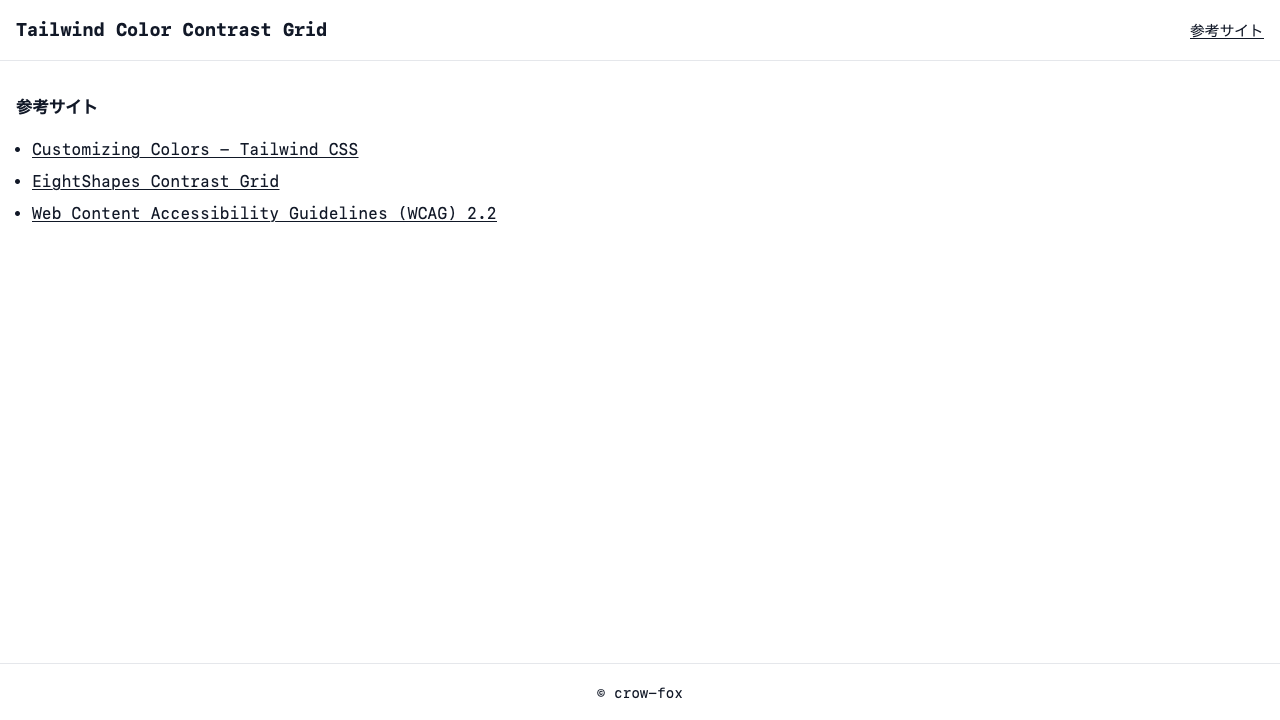 Tailwind Color Contrast Grid
参考サイト
参考サイト
• Customizing Colors – Tailwind CSS
• EightShapes Contrast Grid
• Web Content Accessibility Guidelines (WCAG) 2.2
© crow-fox